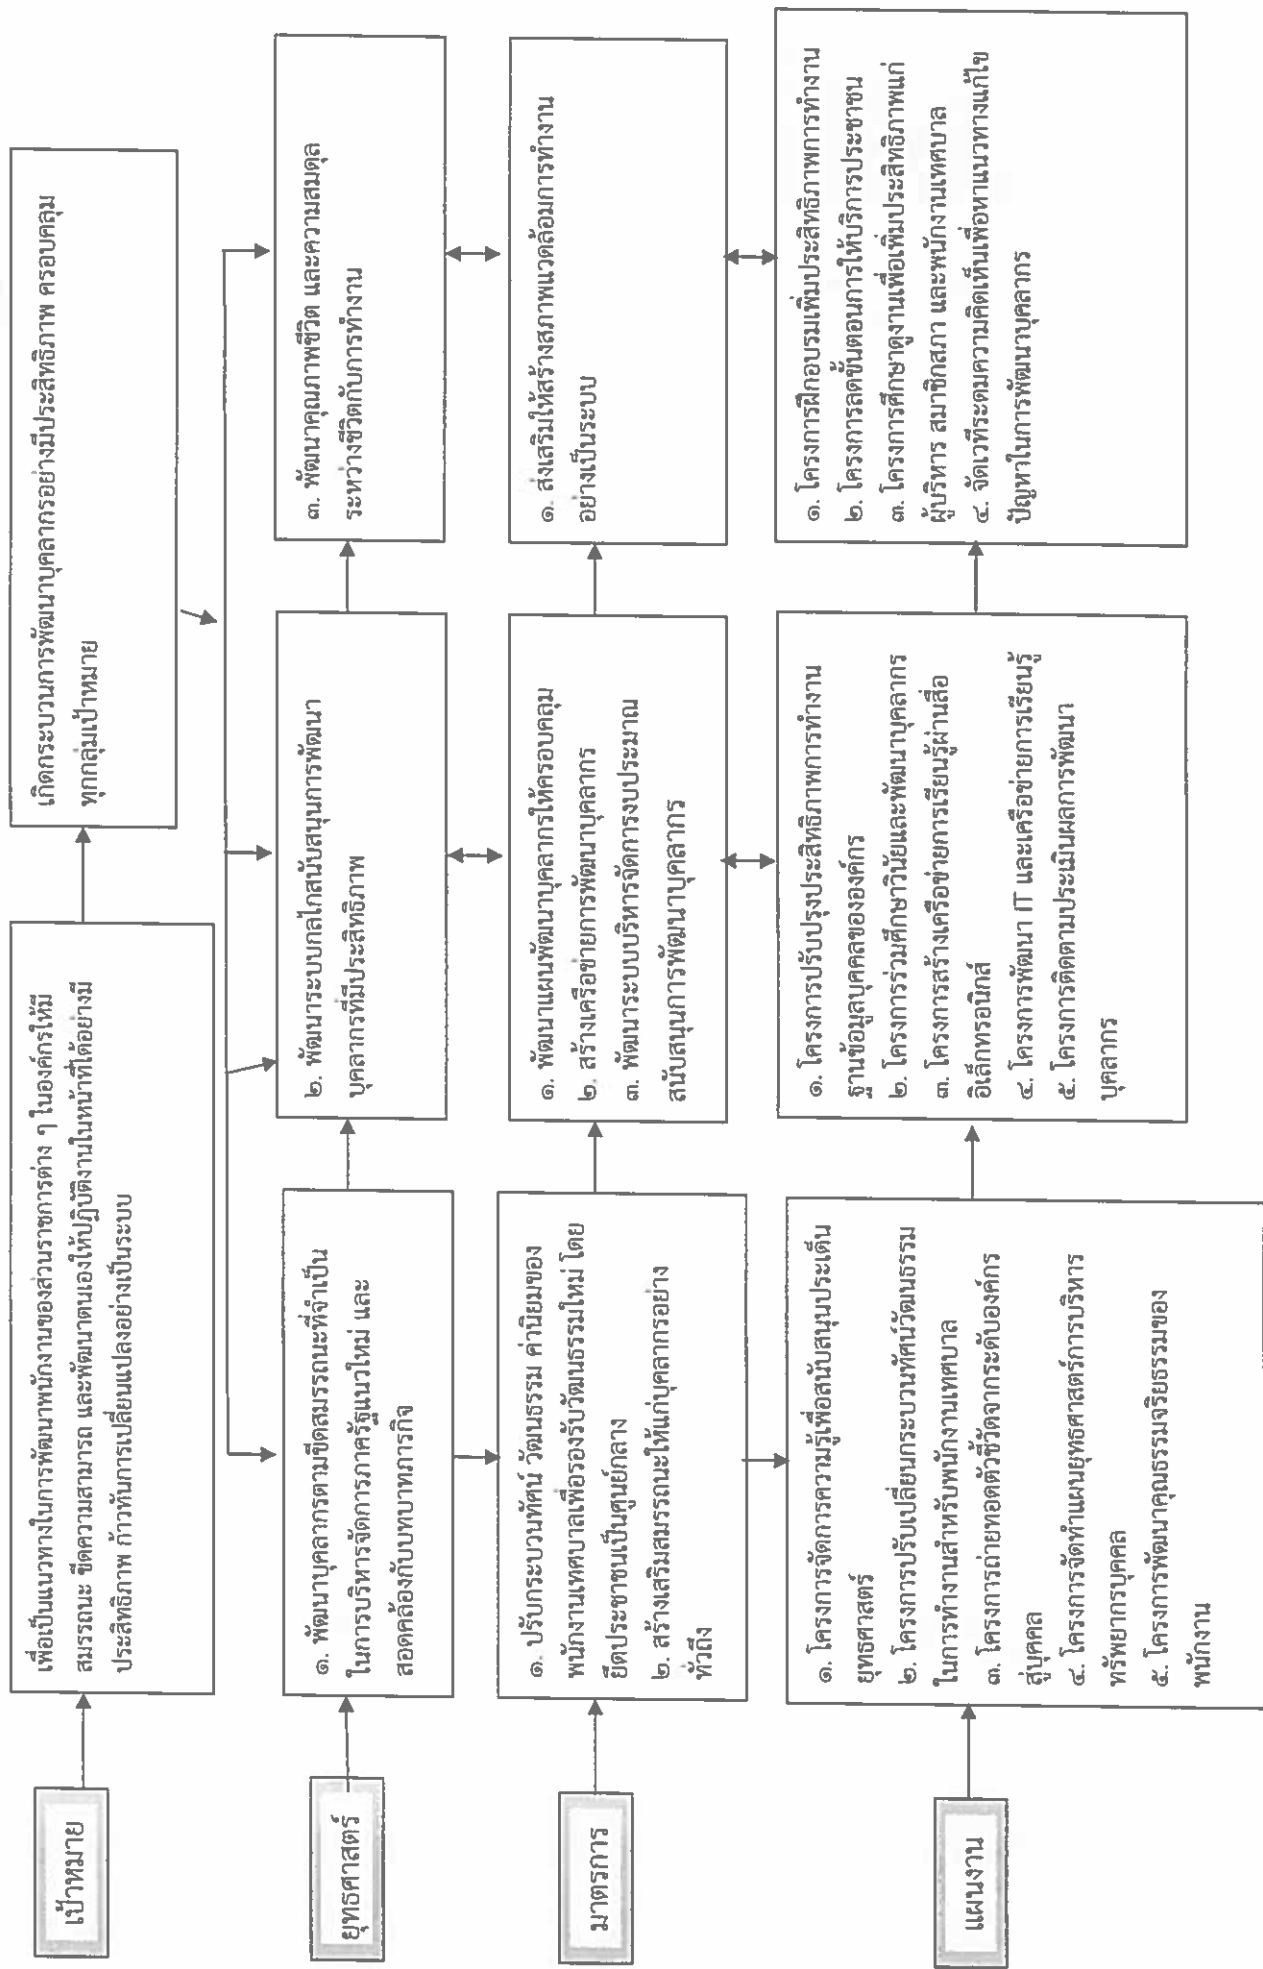 เป้าหมาย
เพื่อเป็นแนวทางในการพัฒนาพนักงานของส่วนราชการต่าง ๆ ในองค์กรให้มี
สมรรถนะ ขีดความสามารถ และพัฒนาตนเองให้ปฏิบัติงานในหน้าที่ได้อย่างมี
ประสิทธิภาพ ก้าวทันการเปลี่ยนแปลงอย่างเป็นระบบ
เกิดกระบวนการพัฒนาบุคลากรอย่างมีประสิทธิภาพ ครอบคลุม
ทุกกลุ่มเป้าหมาย
ยุทธศาสตร์
๑. พัฒนาบุคลากรตามขีดสมรรถนะที่จำเป็น
ในการบริหารจัดการภาครัฐแนวใหม่ และ
สอดคล้องกับบทบาทภารกิจ
๒. พัฒนาระบบกลไกสนับสนุนการพัฒนา
บุคลากรที่มีประสิทธิภาพ
๓. พัฒนาคุณภาพชีวิต และความสมดุล
ระหว่างชีวิตกับการทำงาน
มาตรการ
๑. ปรับกระบวนทัศน์ วัฒนธรรม ค่านิยมของ
พนักงานเทศบาลเพื่อรองรับวัฒนธรรมใหม่ โดย
ยึดประชาชนเป็นศูนย์กลาง
๒. สร้างเสริมสมรรถนะให้แก่บุคลากรอย่าง
ทั่วถึง
๑. พัฒนาแผนพัฒนาบุคลากรให้ครอบคลุม
๒. สร้างเครือข่ายการพัฒนาบุคลากร
๓. พัฒนาระบบบริหารจัดการงบประมาณ
สนับสนุนการพัฒนาบุคลากร
๑. ส่งเสริมให้สร้างสภาพแวดล้อมการทำงาน
อย่างเป็นระบบ
แผนงาน
๑. โครงการจัดการความรู้เพื่อสนับสนุนประเด็น
ยุทธศาสตร์
๒. โครงการปรับเปลี่ยนกระบวนทัศน์วัฒนธรรม
ในการทำงานสำหรับพนักงานเทศบาล
๓. โครงการถ่ายทอดตัวชี้วัดจากระดับองค์กร
สู่บุคคล
๔. โครงการจัดทำแผนยุทธศาสตร์การบริหาร
ทรัพยากรบุคคล
๕. โครงการพัฒนาคุณธรรมจริยธรรมของ
พนักงาน
๑. โครงการปรับปรุงประสิทธิภาพการทำงาน
ฐานข้อมูลบุคคลขององค์กร
๒. โครงการร่วมศึกษาวินัยและพัฒนาบุคลากร
๓. โครงการสร้างเครือข่ายการเรียนรู้ผ่านสื่อ
อิเล็กทรอนิกส์
๔. โครงการพัฒนา IT และเครือข่ายการเรียนรู้
๕. โครงการติดตามประเมินผลการพัฒนา
บุคลากร
๑. โครงการฝึกอบรมเพิ่มประสิทธิภาพการทำงาน
๒. โครงการลดขั้นตอนการให้บริการประชาชน
๓. โครงการศึกษาดูงานเพื่อเพิ่มประสิทธิภาพแก่
ผู้บริหาร สมาชิกสภา และพนักงานเทศบาล
๔. จัดเวทีระดมความคิดเห็นเพื่อหาแนวทางแก้ไข
ปัญหาในการพัฒนาบุคลากร